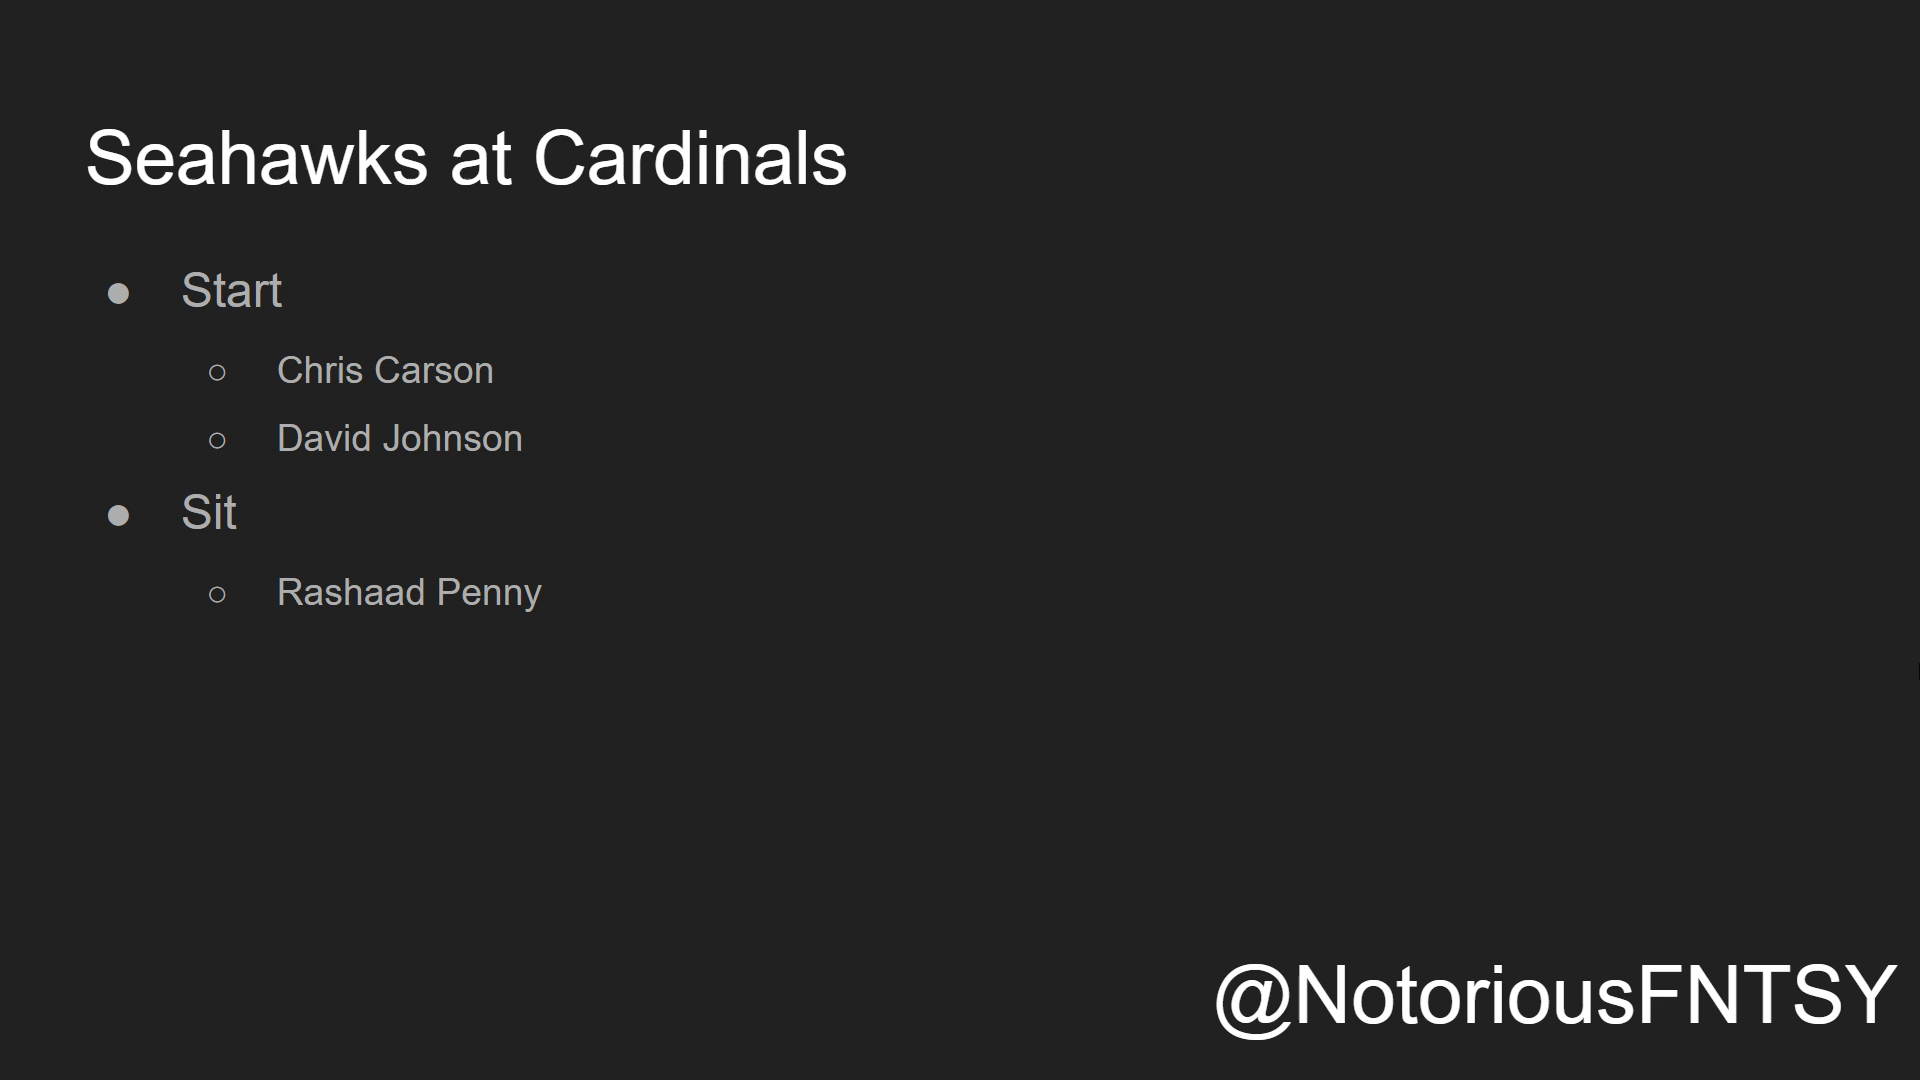 Seahawks at Cardinals
● Start
○ Chris Carson
○ David Johnson
● Sit
○ Rashaad Penny
@NotoriousFNTSY